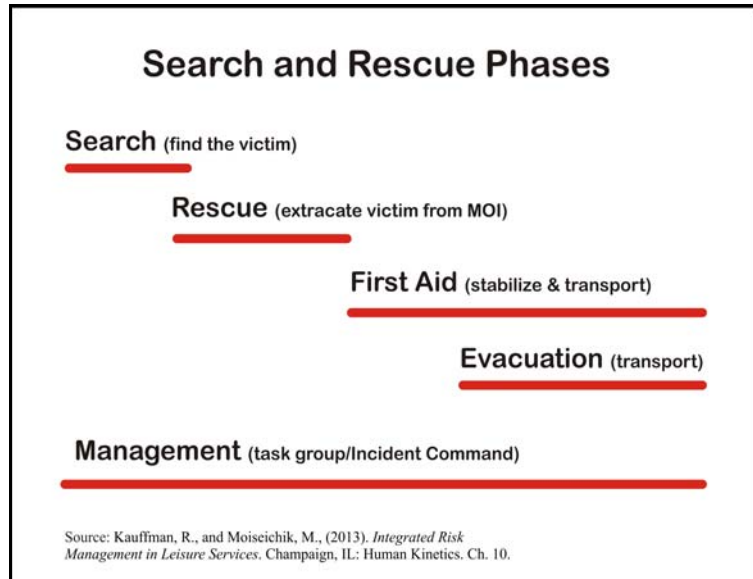 Search and Rescue Phases
Search (find the victim)
Rescue (extracate victim from MOI)
First Aid (stabilize & transport)
Evacuation (transport)
Management (task group/Incident Command)
Source: Kauffman, R., and Moiseichik, M., (2013). Integrated Risk
Management in Leisure Services. Champaign, IL: Human Kinetics. Ch. 10.